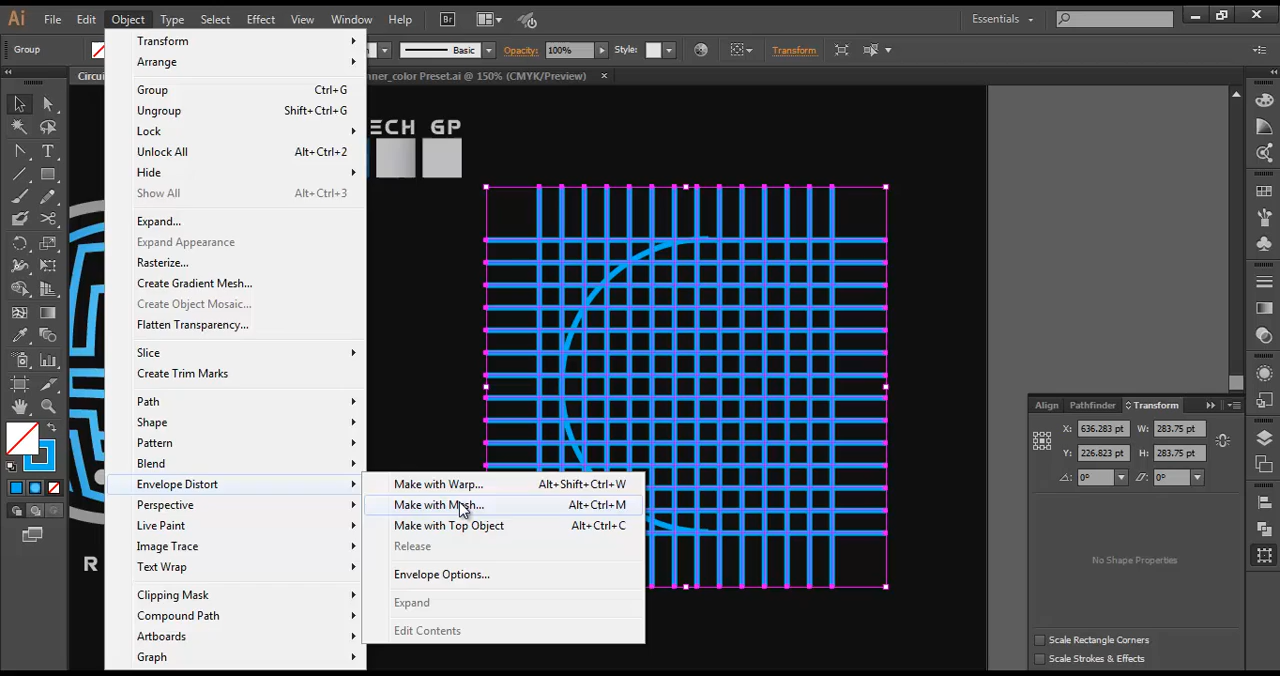 Ai File Edit Object Type Select Effect View Window Help Br Essentials
Group Basic Opacity: 100% Style: Transform
Circui nner_color Preset.ai @ 150% (CMYK/Preview) ×
Transform
Arrange
Group Ctrl+G
Ungroup Shift+Ctrl+G
Lock
Unlock All Alt+Ctrl+2
Hide
Show All Alt+Ctrl+3
Expand...
Expand Appearance
Rasterize...
Create Gradient Mesh...
Create Object Mosaic...
Flatten Transparency...
Slice
Create Trim Marks
Path
Shape
Pattern
Blend
Envelope Distort
Perspective
Live Paint
Image Trace
Text Wrap
Clipping Mask
Compound Path
Artboards
Graph
Make with Warp... Alt+Shift+Ctrl+W
Make with Mesh... Alt+Ctrl+M
Make with Top Object Alt+Ctrl+C
Release
Envelope Options...
Expand
Edit Contents
ECH GP
R
Align Pathfinder Transform
X: 636.283 pt W: 283.75 pt
Y: 226.823 pt H: 283.75 pt
0° 0°
No Shape Properties
Scale Rectangle Corners
Scale Strokes & Effects